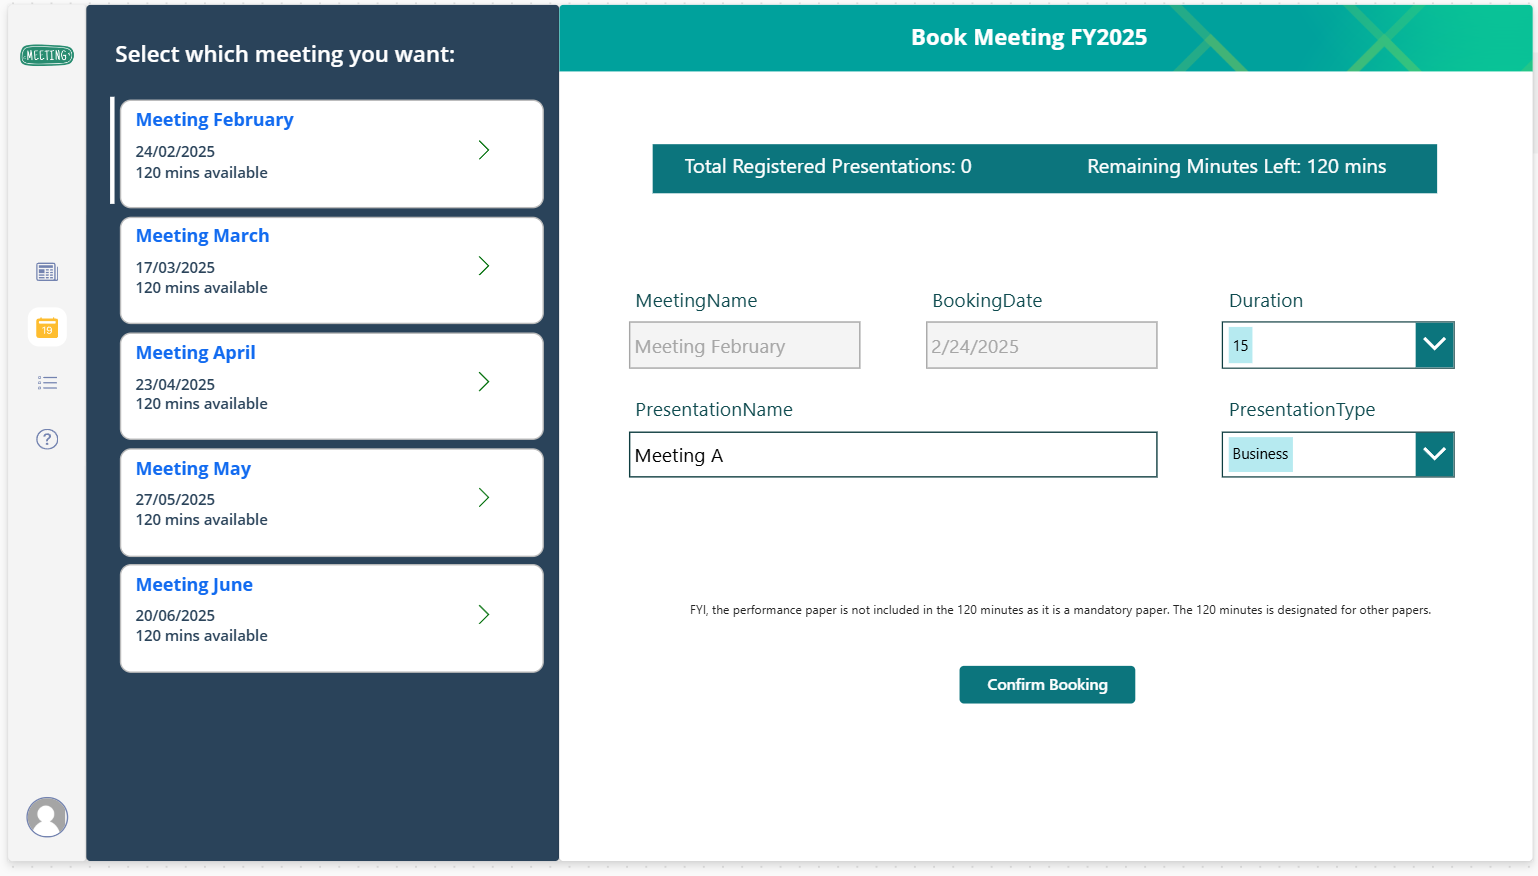 MEETING
19
?
Select which meeting you want:
Meeting February
24/02/2025
120 mins available
Meeting March
17/03/2025
120 mins available
Meeting April
23/04/2025
120 mins available
Meeting May
27/05/2025
120 mins available
Meeting June
20/06/2025
120 mins available
Book Meeting FY2025
Total Registered Presentations: 0 Remaining Minutes Left: 120 mins
MeetingName BookingDate Duration
Meeting February 2/24/2025 15
PresentationName PresentationType
Meeting A Business
FYI, the performance paper is not included in the 120 minutes as it is a mandatory paper. The 120 minutes is designated for other papers.
Confirm Booking